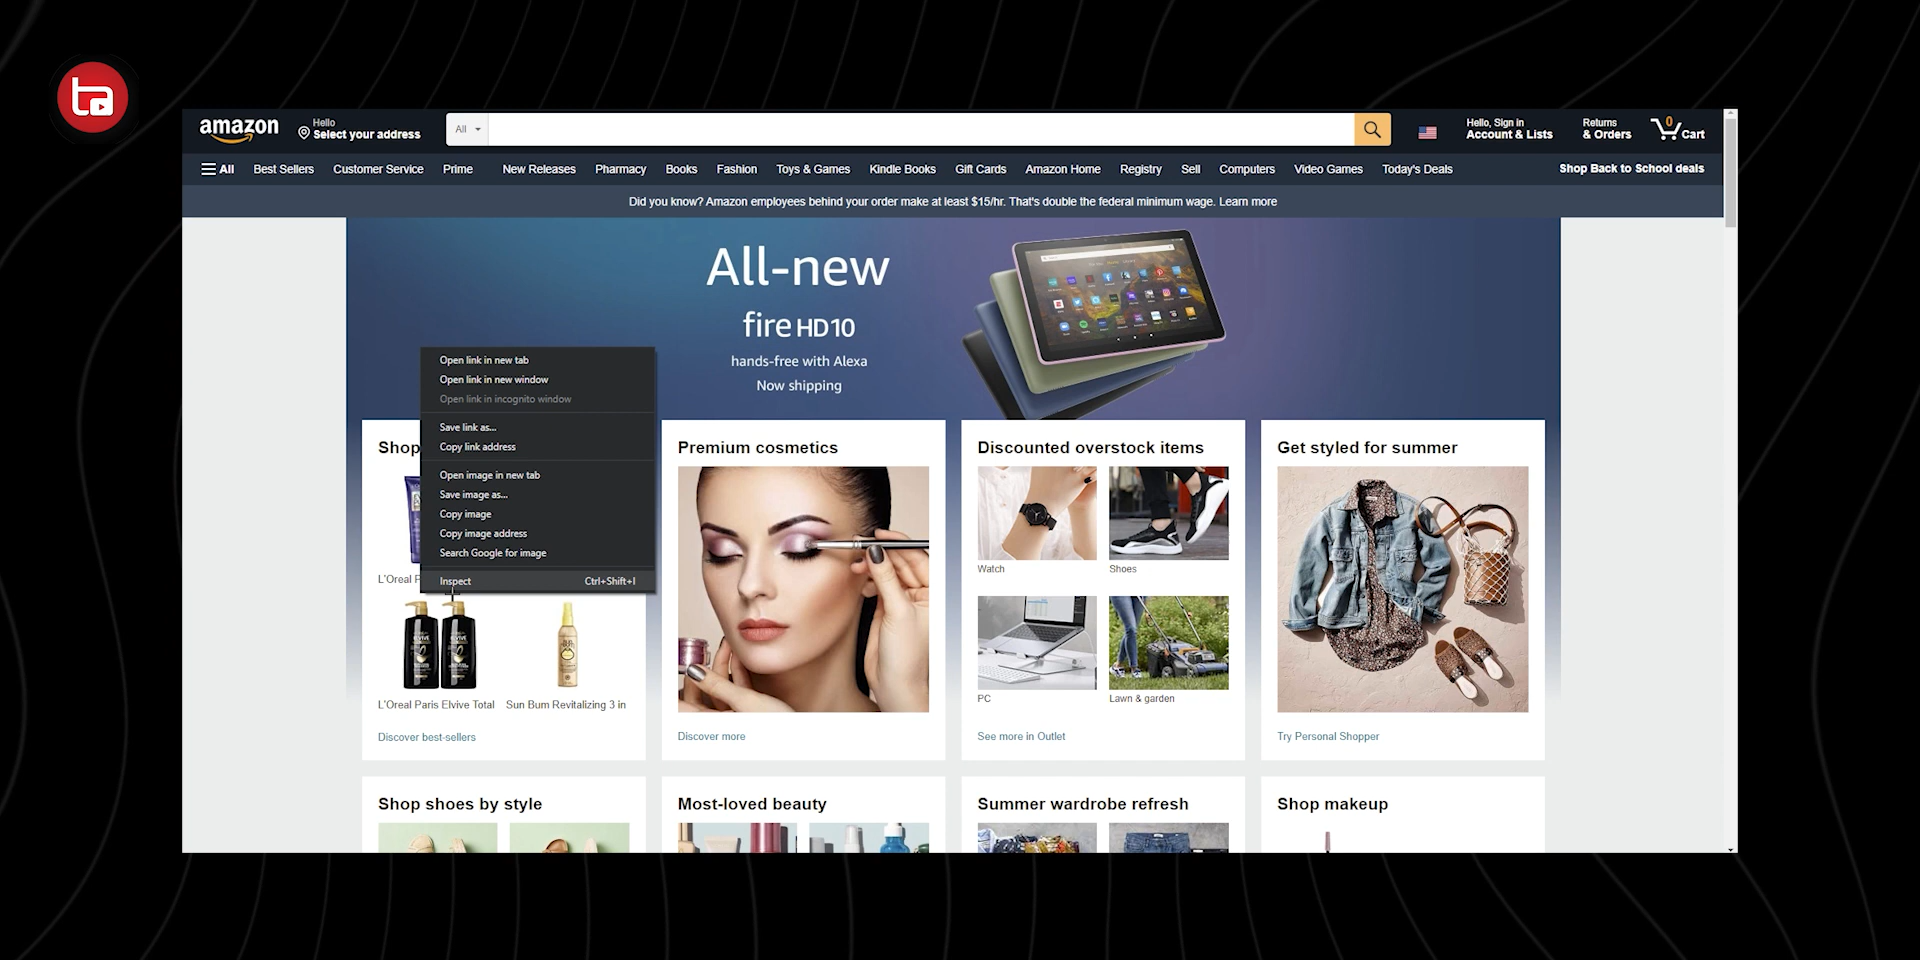 ta
amazon
Hello
Select your address
All
Hello, Sign in
Account & Lists
Returns
& Orders
0
Cart
All
Best Sellers
Customer Service
Prime
New Releases
Pharmacy
Books
Fashion
Toys & Games
Kindle Books
Gift Cards
Amazon Home
Registry
Sell
Computers
Video Games
Today's Deals
Shop Back to School deals
Did you know? Amazon employees behind your order make at least $15/hr. That's double the federal minimum wage. Learn more
All-new
fire HD10
hands-free with Alexa
Now shipping
Open link in new tab
Open link in new window
Open link in incognito window
Save link as...
Copy link address
Open image in new tab
Save image as...
Copy image
Copy image address
Search Google for image
Inspect Ctrl+Shift+I
Shop
L'Oreal
ELVIVE
ELVIVE
L'Oreal Paris Elvive Total
Sun Bum Revitalizing 3 in
Discover best-sellers
Premium cosmetics
Discover more
Discounted overstock items
Watch
Shoes
PC
Lawn & garden
See more in Outlet
Get styled for summer
Try Personal Shopper
Shop shoes by style
Most-loved beauty
Summer wardrobe refresh
Shop makeup